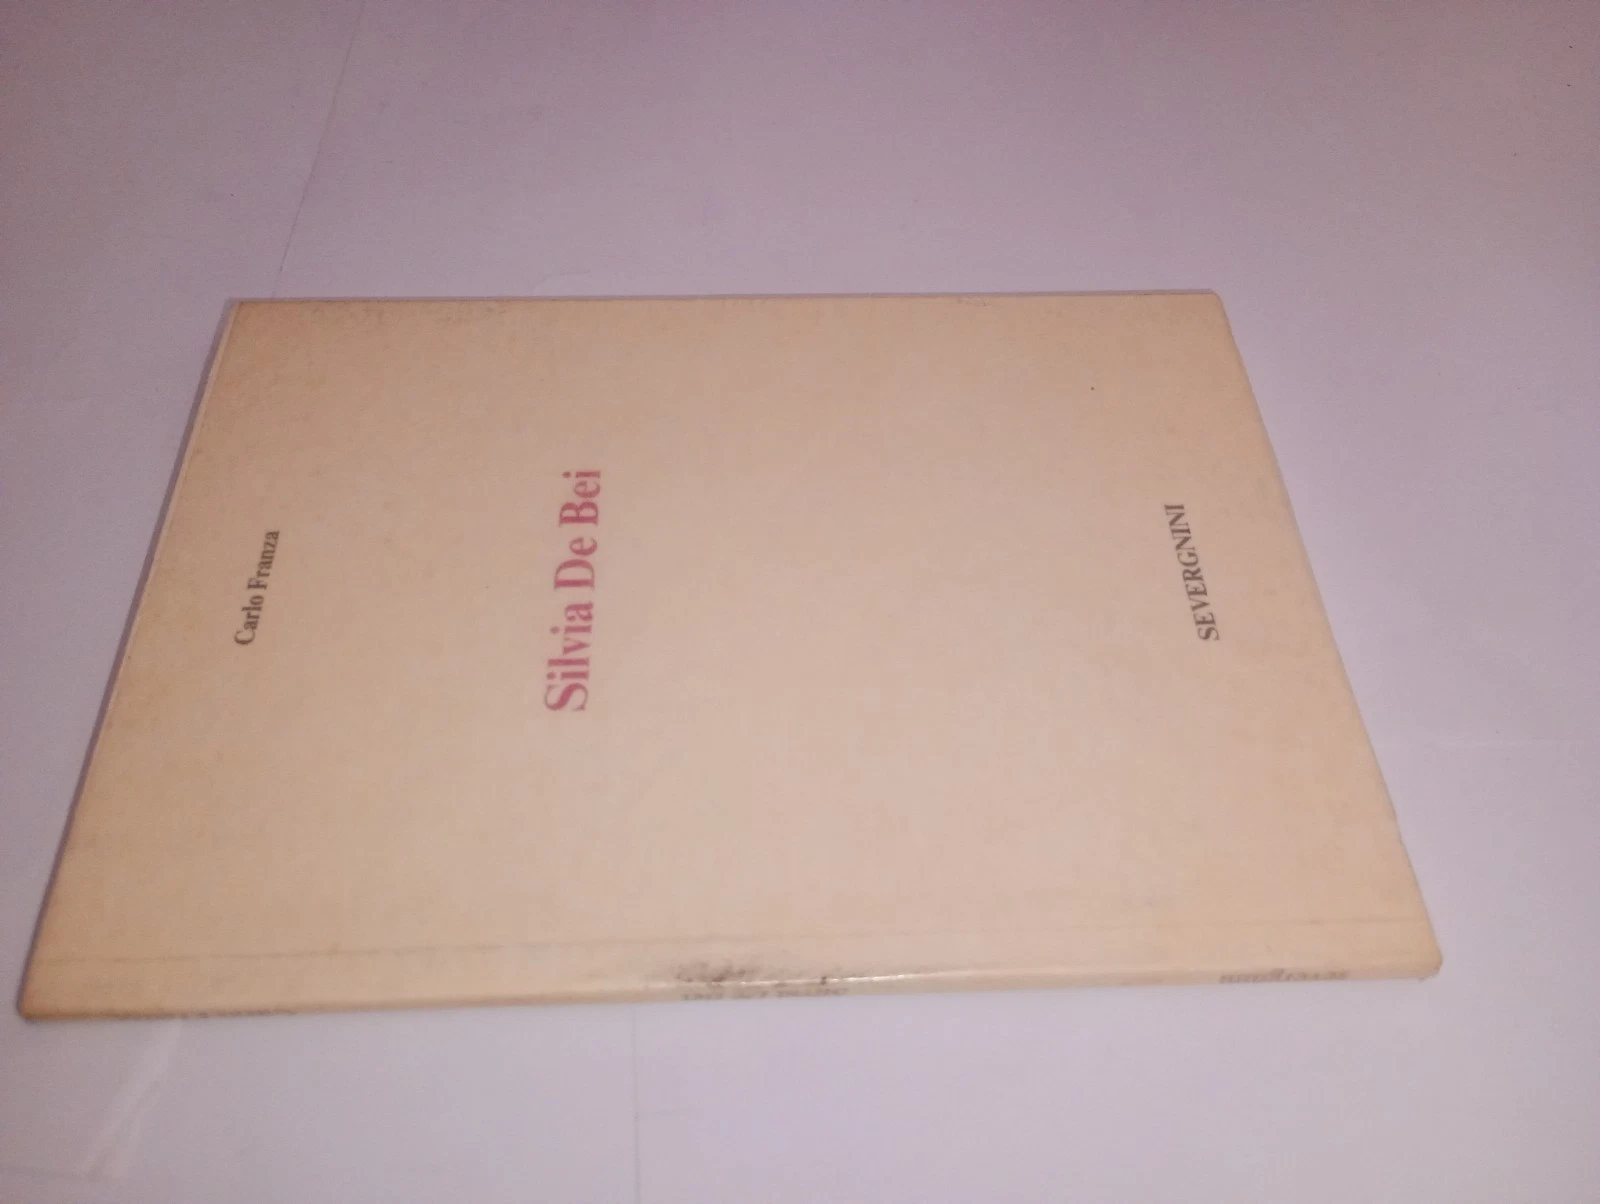 Carlo Franza
Silvia De Bei
SEVERGNINI